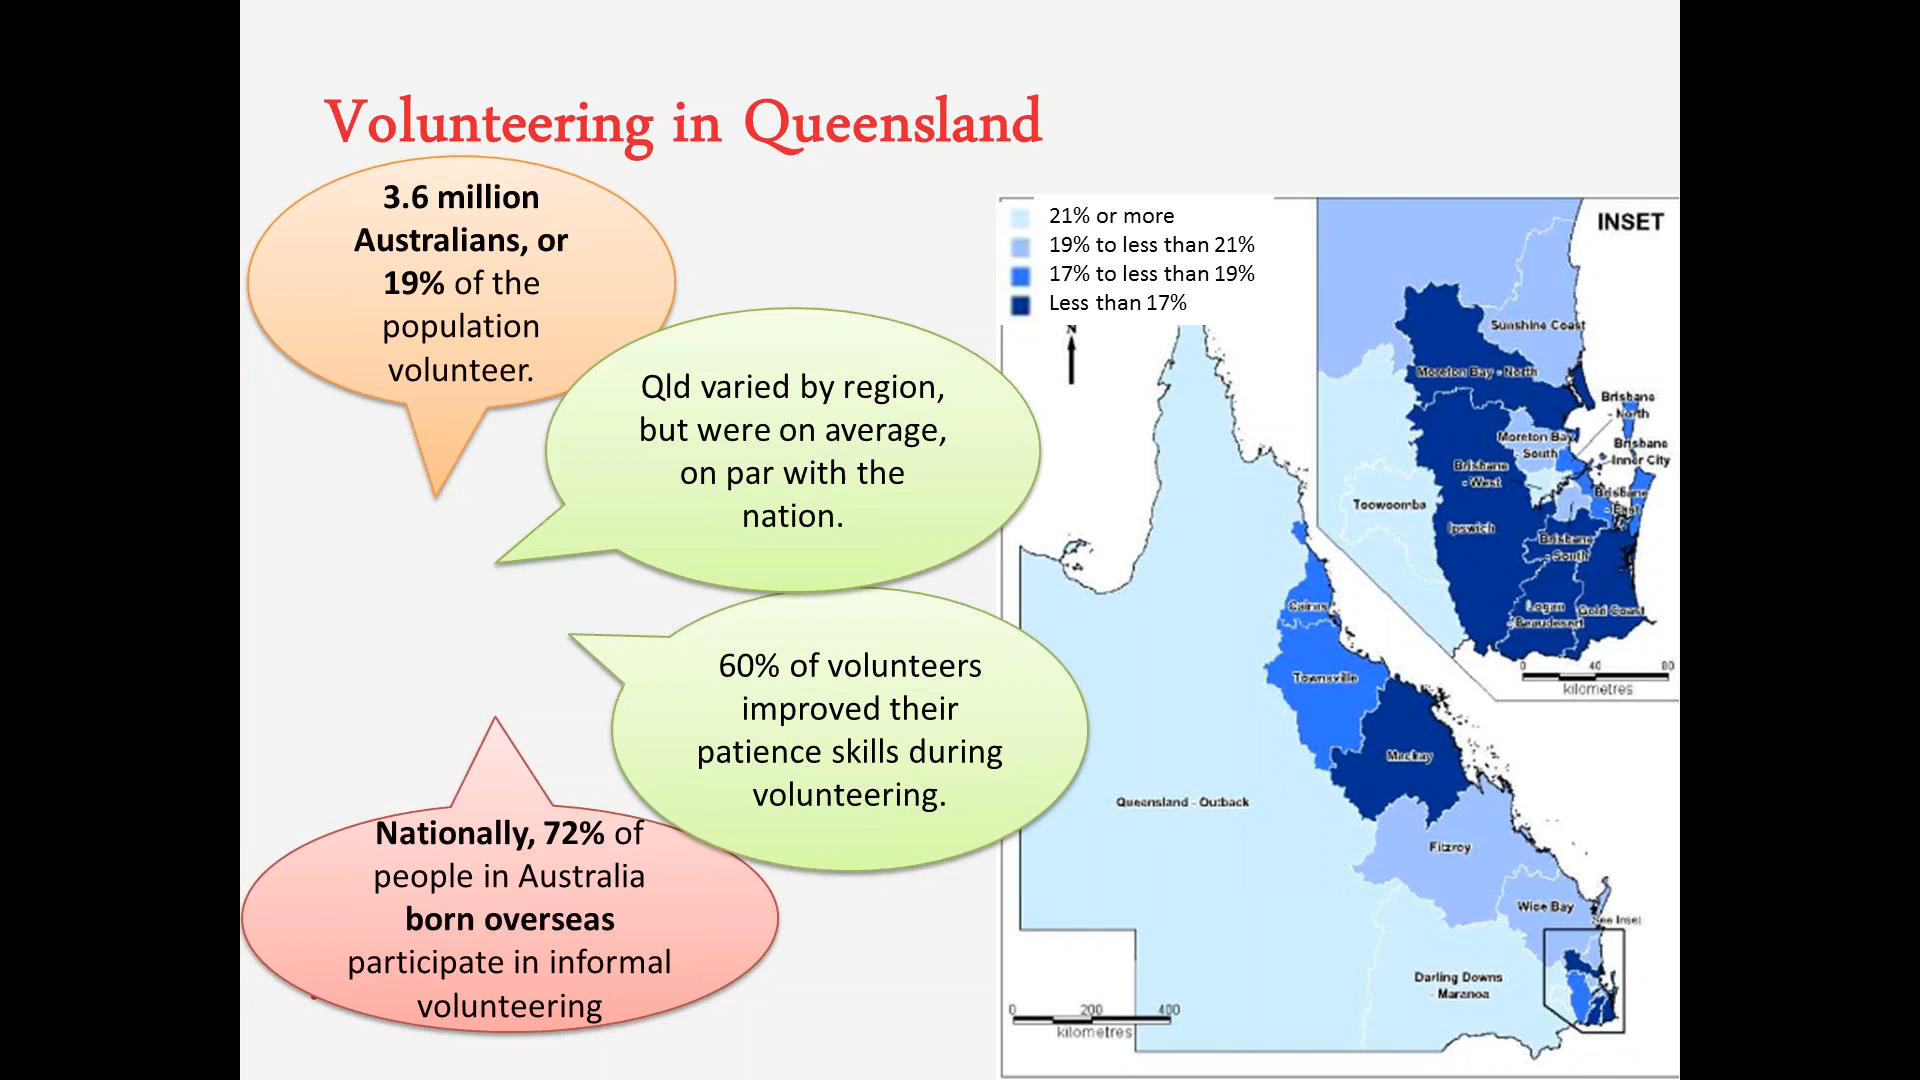 Volunteering in Queensland
3.6 million
Australians, or
19% of the
population
volunteer.
Qld varied by region,
but were on average,
on par with the
nation.
60% of volunteers
improved their
patience skills during
volunteering.
Nationally, 72% of
people in Australia
born overseas
participate in informal
volunteering
21% or more
19% to less than 21%
17% to less than 19%
Less than 17%
N
INSET
Sunshine Coast
Moreton Bay - North
Brisbane
- North
Moreton Bay
- South
Brisbane
Inner City
Brisbane
- West
Brisbane
- East
Toowoomba
Ipswich
Brisbane
- South
Logan
- Beaudesert
Gold Coast
0 40 80
kilometres
Cairns
Townsville
Mackay
Queensland - Outback
Fitzroy
Wide Bay
See Inset
Darling Downs
- Maranoa
0 200 400
kilometres